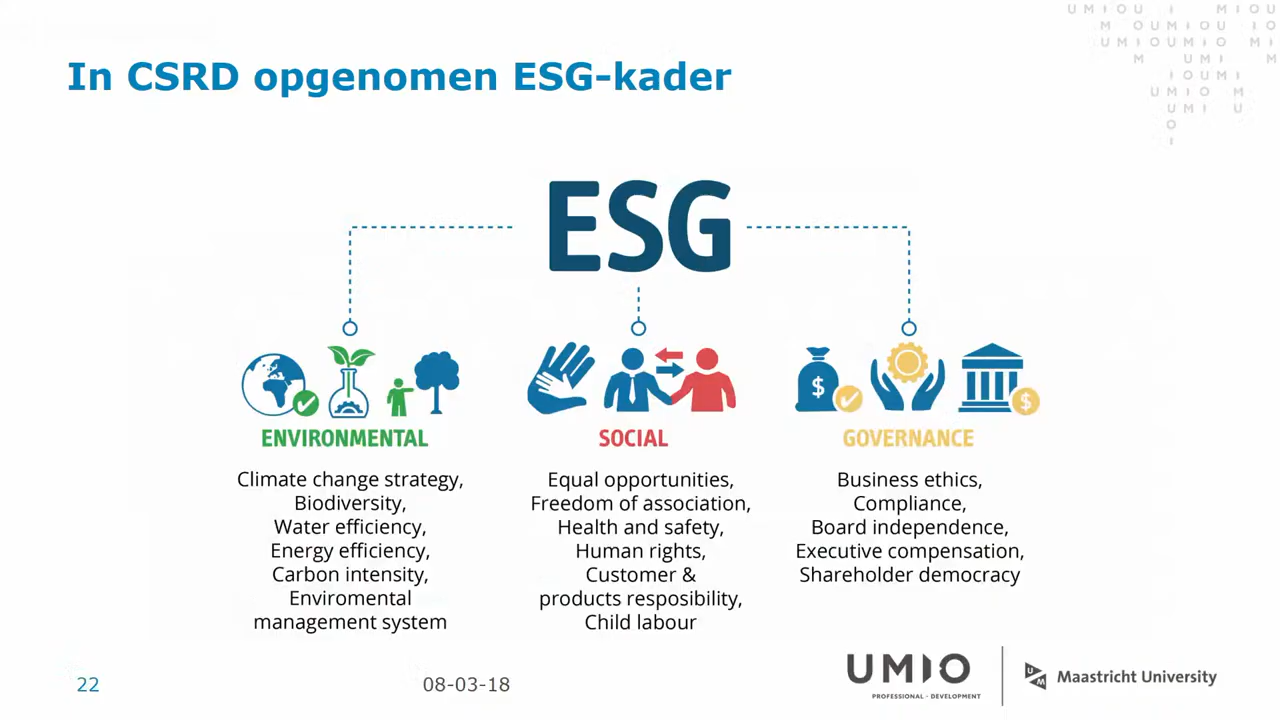 In CSRD opgenomen ESG-kader
ESG
ENVIRONMENTAL
Climate change strategy,
Biodiversity,
Water efficiency,
Energy efficiency,
Carbon intensity,
Enviromental
management system
SOCIAL
Equal opportunities,
Freedom of association,
Health and safety,
Human rights,
Customer &
products resposibility,
Child labour
$
$
GOVERNANCE
Business ethics,
Compliance,
Board independence,
Executive compensation,
Shareholder democracy
22
08-03-18
UMIO
PROFESSIONAL - DEVELOPMENT
Maastricht University